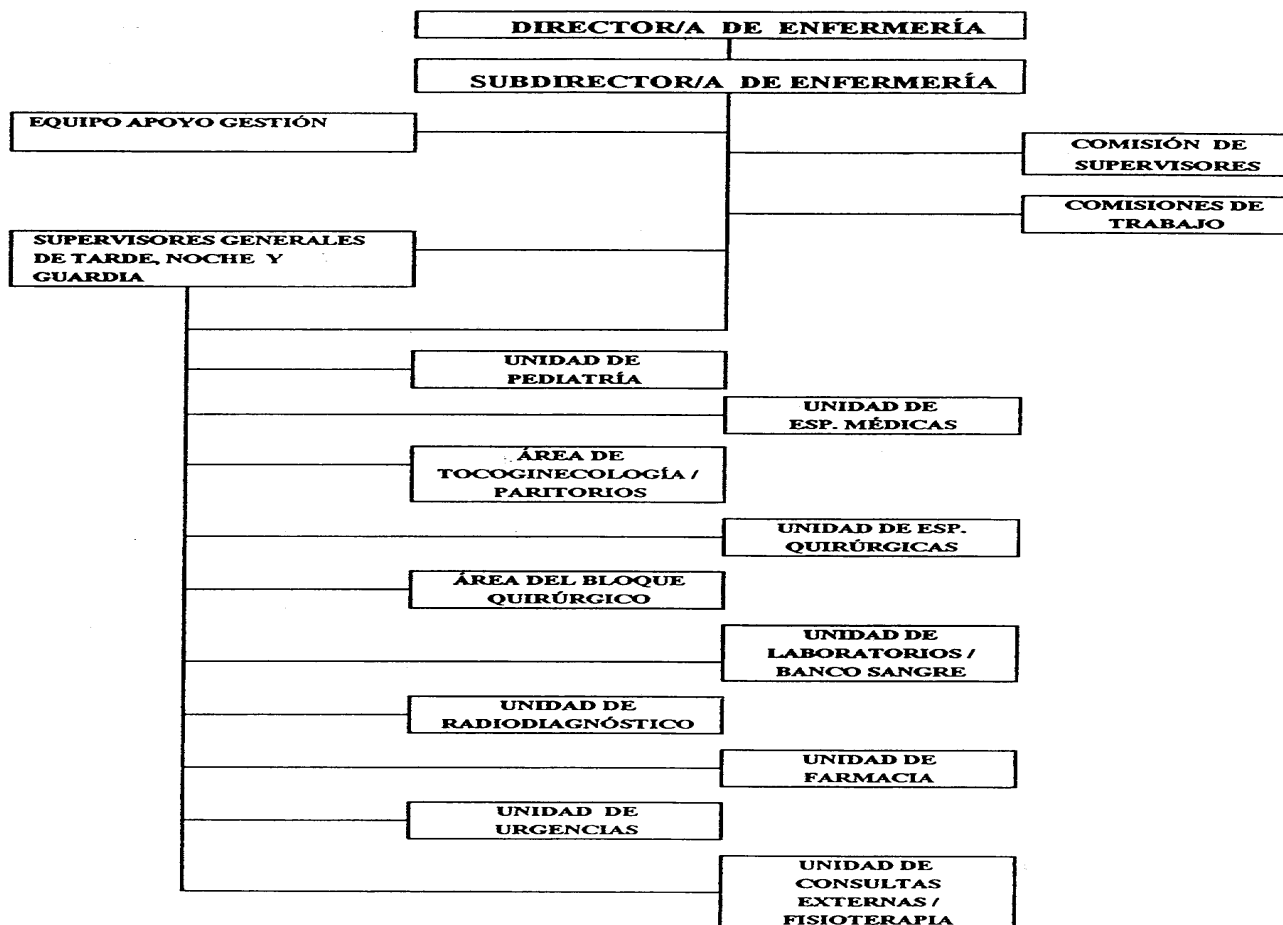 DIRECTOR/A DE ENFERMERÍA
SUBDIRECTOR/A DE ENFERMERÍA
EQUIPO APOYO GESTIÓN
COMISIÓN DE
SUPERVISORES
COMISIONES DE
TRABAJO
SUPERVISORES GENERALES
DE TARDE, NOCHE Y
GUARDIA
UNIDAD DE
PEDIATRÍA
UNIDAD DE
ESP. MÉDICAS
ÁREA DE
TOCOGINECOLOGÍA /
PARITORIOS
UNIDAD DE ESP.
QUIRÚRGICAS
ÁREA DEL BLOQUE
QUIRÚRGICO
UNIDAD DE
LABORATORIOS /
BANCO SANGRE
UNIDAD DE
RADIODIAGNÓSTICO
UNIDAD DE
FARMACIA
UNIDAD DE
URGENCIAS
UNIDAD DE
CONSULTAS
EXTERNAS /
FISIOTERAPIA